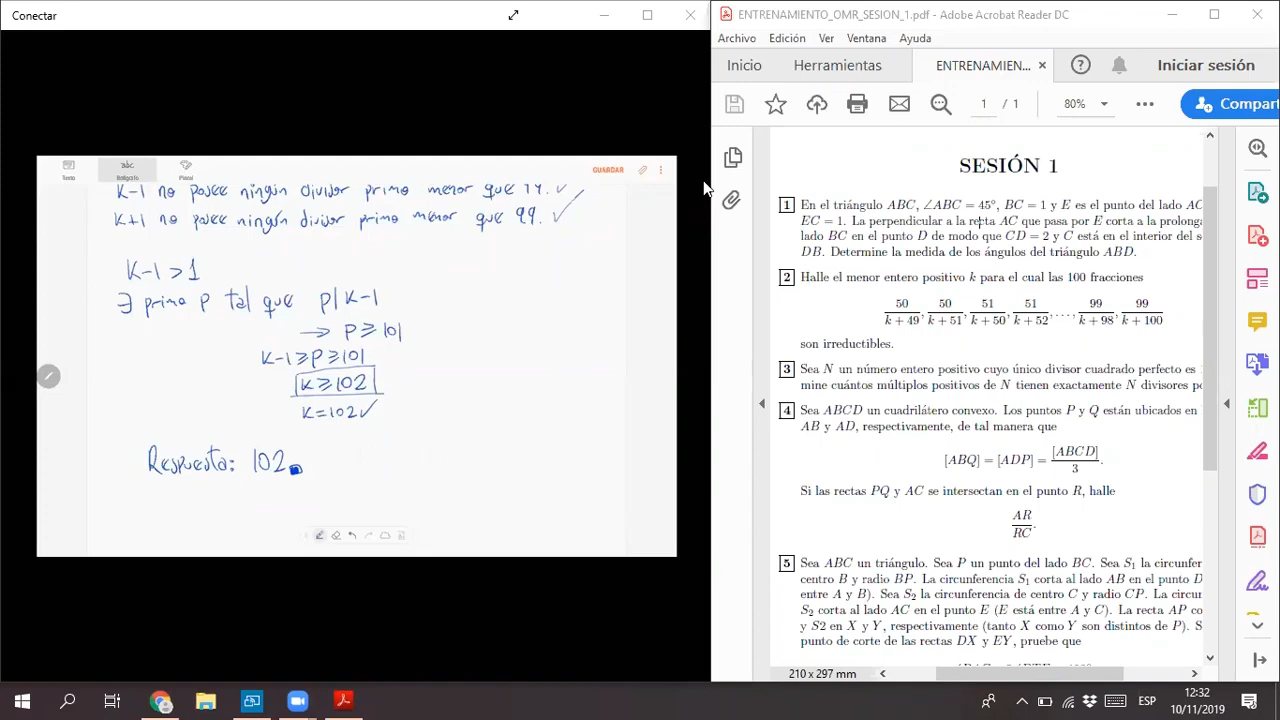 Conectar
ENTRENAMIENTO_OMR_SESION_1.pdf - Adobe Acrobat Reader DC
Archivo Edición Ver Ventana Ayuda
Inicio Herramientas ENTRENAMIEN... Iniciar sesión
1 / 1 80% Compart
Texto abc Bolígrafo Pincel GUARDAR
K-1 no posee ningún divisor primo menor que
K+1 no posee ningún divisor primo menor que 99. ✓
K-1 > 1
∃ primo p tal que p | K-1
→ p ≥ 101
K-1 ≥ p ≥ 101
K ≥ 102
K = 102 ✓
Respuesta: 102
SESIÓN 1
1 En el triángulo ABC, ∠ABC = 45°, BC = 1 y E es el punto del lado AC
EC = 1. La perpendicular a la recta AC que pasa por E corta a la prolonga
lado BC en el punto D de modo que CD = 2 y C está en el interior del s
DB. Determine la medida de los ángulos del triángulo ABD.
2 Halle el menor entero positivo k para el cual las 100 fracciones
50/(k + 49), 50/(k + 51), 51/(k + 50), 51/(k + 52), . . . , 99/(k + 98), 99/(k + 100)
son irreductibles.
3 Sea N un número entero positivo cuyo único divisor cuadrado perfecto es
mine cuántos múltiplos positivos de N tienen exactamente N divisores po
4 Sea ABCD un cuadrilátero convexo. Los puntos P y Q están ubicados en
AB y AD, respectivamente, de tal manera que
[ABQ] = [ADP] = [ABCD]/3.
Si las rectas PQ y AC se intersectan en el punto R, halle
AR/RC.
5 Sea ABC un triángulo. Sea P un punto del lado BC. Sea S1 la circunfer
centro B y radio BP. La circunferencia S1 corta al lado AB en el punto D
entre A y B). Sea S2 la circunferencia de centro C y radio CP. La circun
S2 corta al lado AC en el punto E (E está entre A y C). La recta AP co
y S2 en X y Y, respectivamente (tanto X como Y son distintos de P). S
punto de corte de las rectas DX y EY, pruebe que
210 x 297 mm
ESP 12:32
10/11/2019